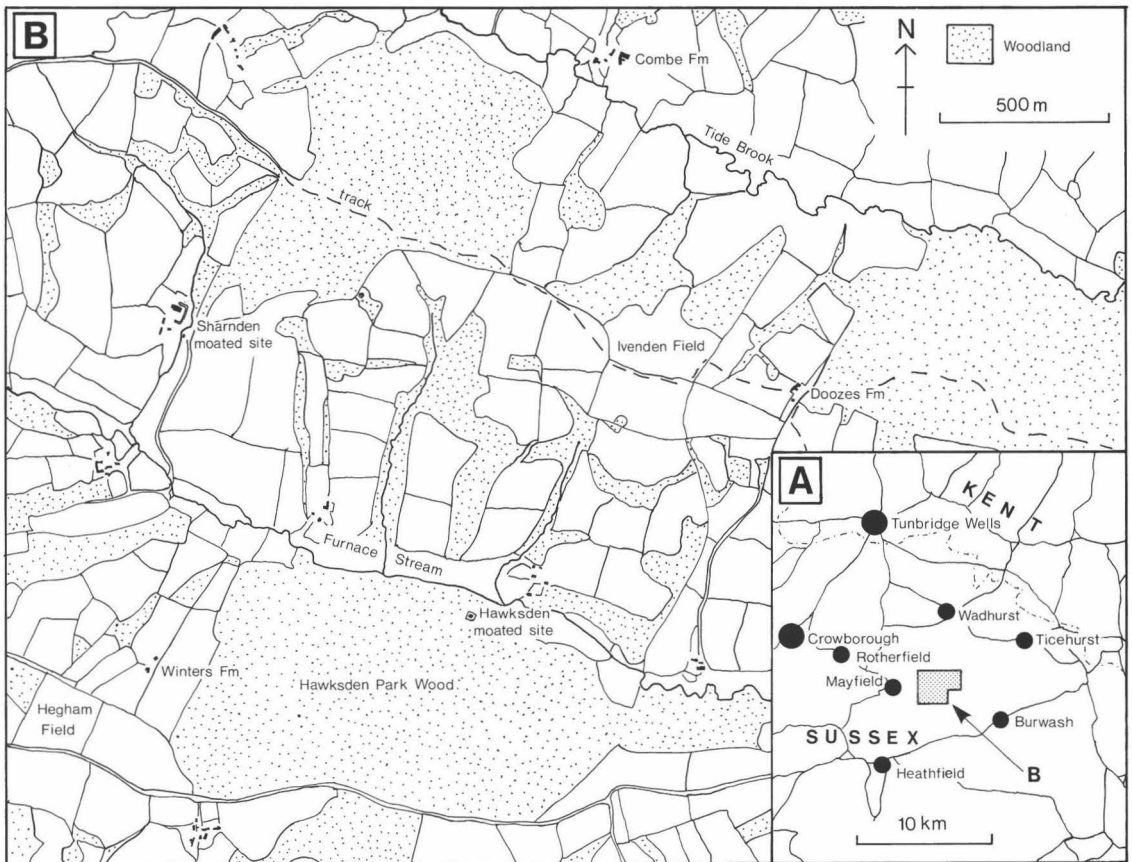 B
Combe Fm
N
Woodland
500 m
Tide Brook
track
Sharnden
moated site
Ivenden Field
Doozes Fm
Furnace Stream
Hawksden
moated site
Winters Fm
Hawksden Park Wood
Hegham
Field
A
KENT
Tunbridge Wells
Wadhurst
Crowborough
Ticehurst
Rotherfield
Mayfield
Burwash
SUSSEX
Heathfield
B
10 km